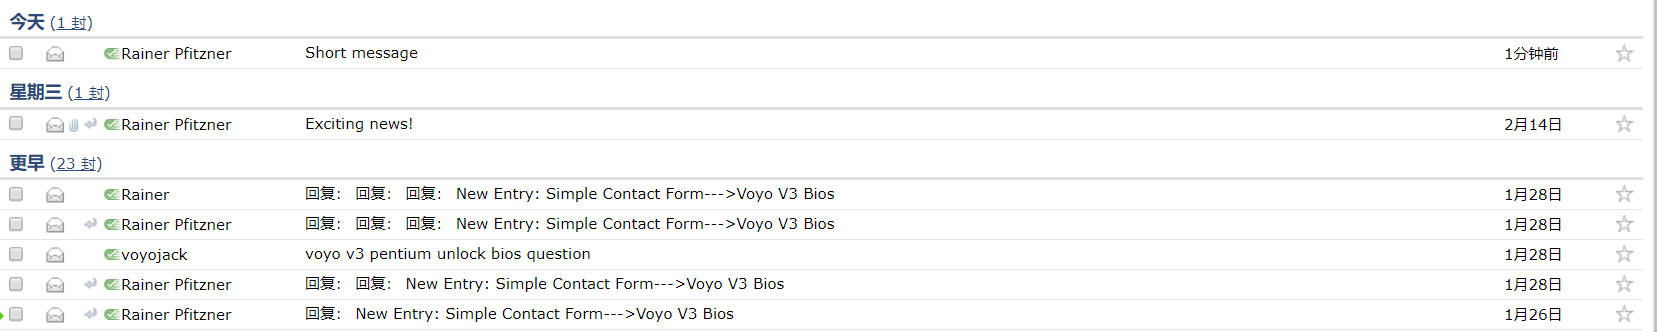 今天 (1 封)
Rainer Pfitzner Short message 1分钟前
星期三 (1 封)
Rainer Pfitzner Exciting news! 2月14日
更早 (23 封)
Rainer 回复： 回复： 回复： New Entry: Simple Contact Form--->Voyo V3 Bios 1月28日
Rainer Pfitzner 回复： 回复： 回复： New Entry: Simple Contact Form--->Voyo V3 Bios 1月28日
voyojack voyo v3 pentium unlock bios question 1月28日
Rainer Pfitzner 回复： 回复： New Entry: Simple Contact Form--->Voyo V3 Bios 1月28日
Rainer Pfitzner 回复： New Entry: Simple Contact Form--->Voyo V3 Bios 1月26日